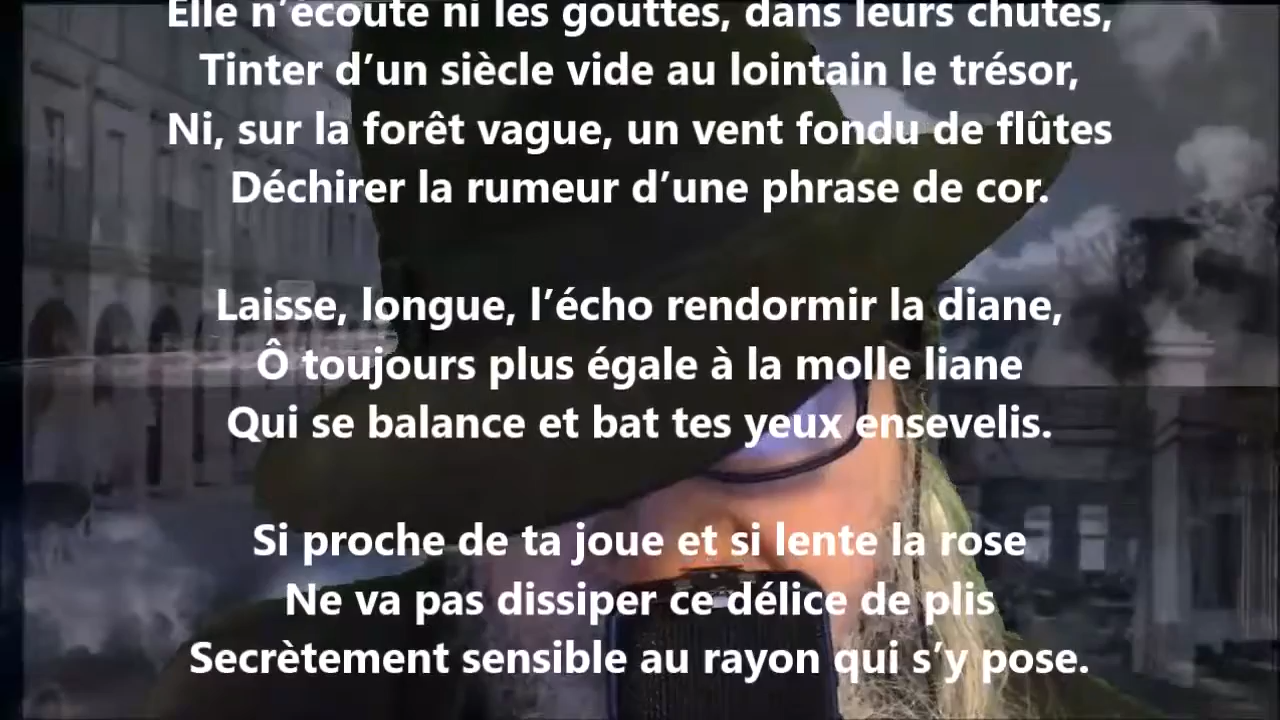 Elle n’écoute ni les gouttes, dans leurs chutes,
Tinter d’un siècle vide au lointain le trésor,
Ni, sur la forêt vague, un vent fondu de flûtes
Déchirer la rumeur d’une phrase de cor.
Laisse, longue, l’écho rendormir la diane,
Ô toujours plus égale à la molle liane
Qui se balance et bat tes yeux ensevelis.
Si proche de ta joue et si lente la rose
Ne va pas dissiper ce délice de plis
Secrètement sensible au rayon qui s’y pose.